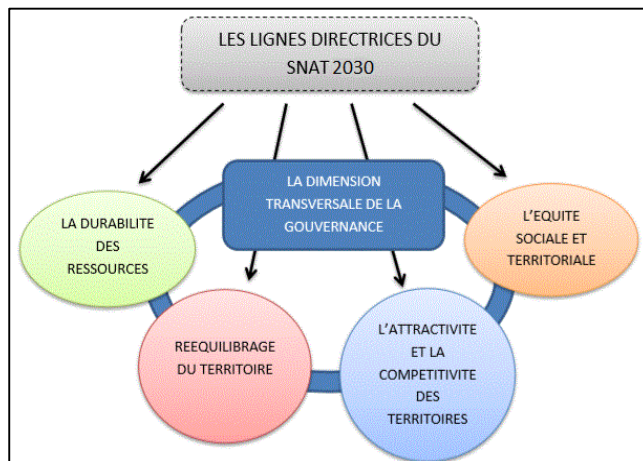 LES LIGNES DIRECTRICES DU
SNAT 2030
LA DIMENSION
TRANSVERSALE DE LA
GOUVERNANCE
LA DURABILITE
DES
RESSOURCES
L'EQUITE
SOCIALE ET
TERRITORIALE
REEQUILIBRAGE
DU TERRITOIRE
L'ATTRACTIVITE
ET LA
COMPETITIVITE
DES
TERRITOIRES